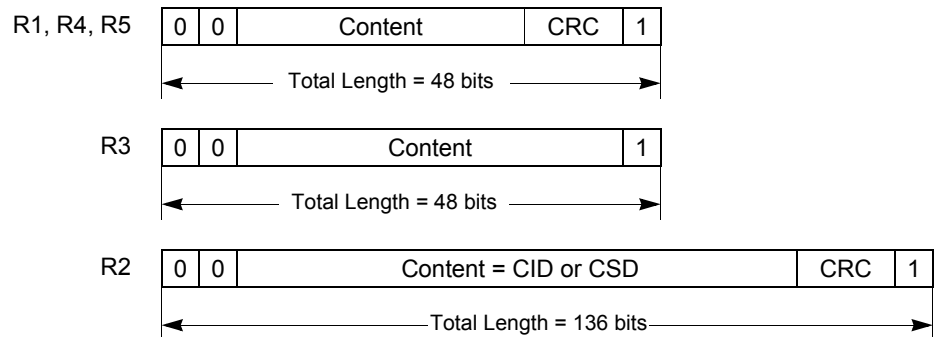 R1, R4, R5 0 0 Content CRC 1
Total Length = 48 bits
R3 0 0 Content 1
Total Length = 48 bits
R2 0 0 Content = CID or CSD CRC 1
Total Length = 136 bits